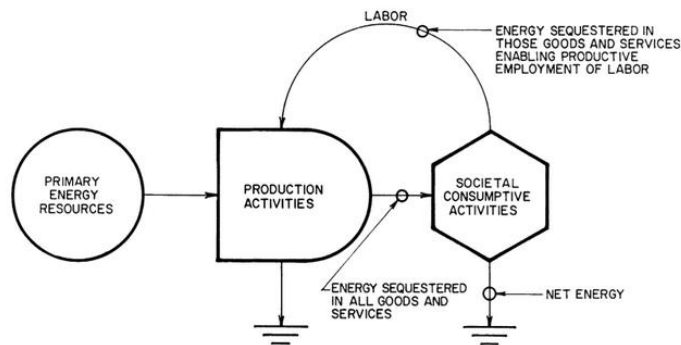 LABOR
ENERGY SEQUESTERED IN
THOSE GOODS AND SERVICES
ENABLING PRODUCTIVE
EMPLOYMENT OF LABOR
PRIMARY
ENERGY
RESOURCES
PRODUCTION
ACTIVITIES
SOCIETAL
CONSUMPTIVE
ACTIVITIES
ENERGY SEQUESTERED
IN ALL GOODS AND
SERVICES
NET ENERGY